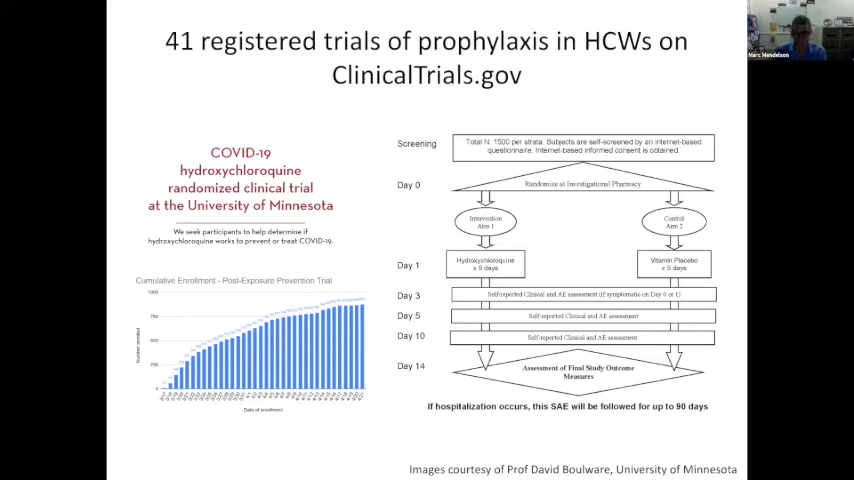 41 registered trials of prophylaxis in HCWs on
ClinicalTrials.gov
Marc Mendelson
COVID-19
hydroxychloroquine
randomized clinical trial
at the University of Minnesota
We seek participants to help determine if
hydroxychloroquine works to prevent or treat COVID-19.
Cumulative Enrollment - Post-Exposure Prevention Trial
1000
750
500
250
0
Number enrolled
Date of enrollment
Screening
Total N: 1500 per strata. Subjects are self-screened by an internet-based
questionnaire. Internet-based informed consent is obtained.
Day 0
Randomize at Investigational Pharmacy
Intervention
Arm 1
Control
Arm 2
Day 1
Hydroxychloroquine
x 5 days
Vitamin Placebo
x 5 days
Day 3
Self-reported Clinical and AE assessment (if symptomatic on Day 0 or 1)
Day 5
Self-reported Clinical and AE assessment
Day 10
Self-reported Clinical and AE assessment
Day 14
Assessment of Final Study Outcome
Measures
If hospitalization occurs, this SAE will be followed for up to 90 days
Images courtesy of Prof David Boulware, University of Minnesota